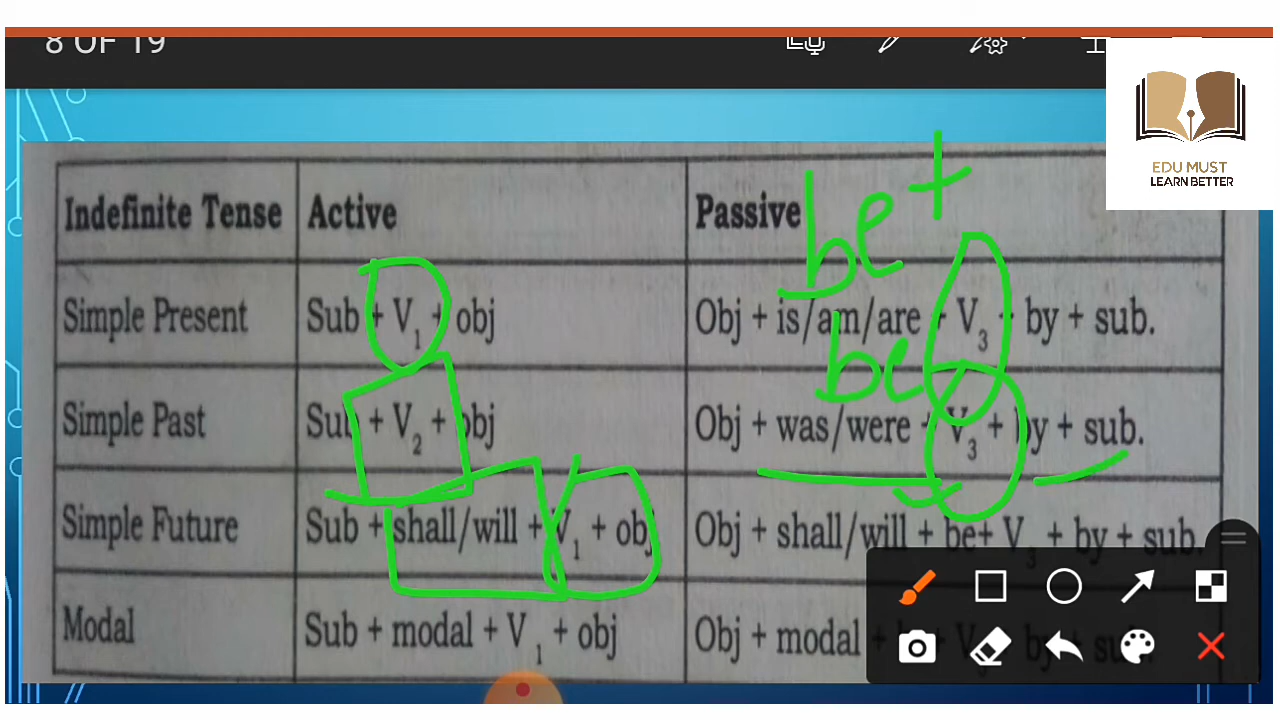 8 OF 19
EDU MUST
LEARN BETTER
be +
Indefinite Tense Active Passive
Simple Present Sub + V1 + obj Obj + is/am/are + V3 + by + sub.
be
Simple Past Sub + V2 + obj Obj + was/were + V3 + by + sub.
Simple Future Sub + shall/will + V1 + obj Obj + shall/will + be+ V3 + by + sub.
Modal Sub + modal + V1 + obj Obj + modal + V by + sub.